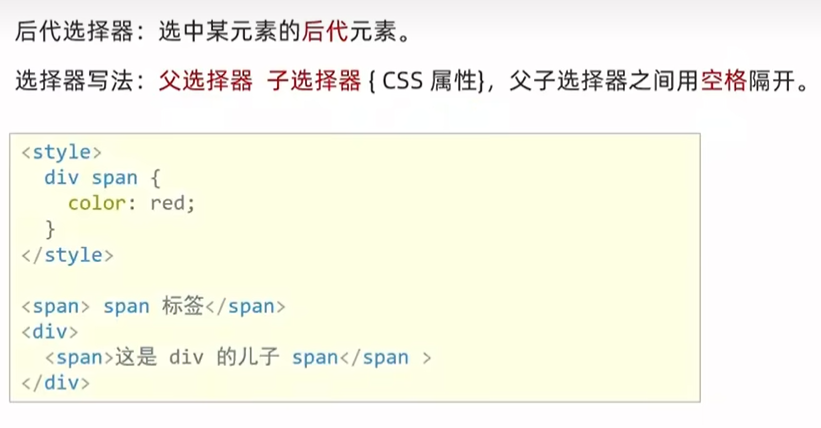 后代选择器：选中某元素的后代元素。
选择器写法：父选择器 子选择器 { CSS 属性}，父子选择器之间用空格隔开。
<style>
  div span {
    color: red;
  }
</style>

<span> span 标签</span>
<div>
  <span>这是 div 的儿子 span</span >
</div>